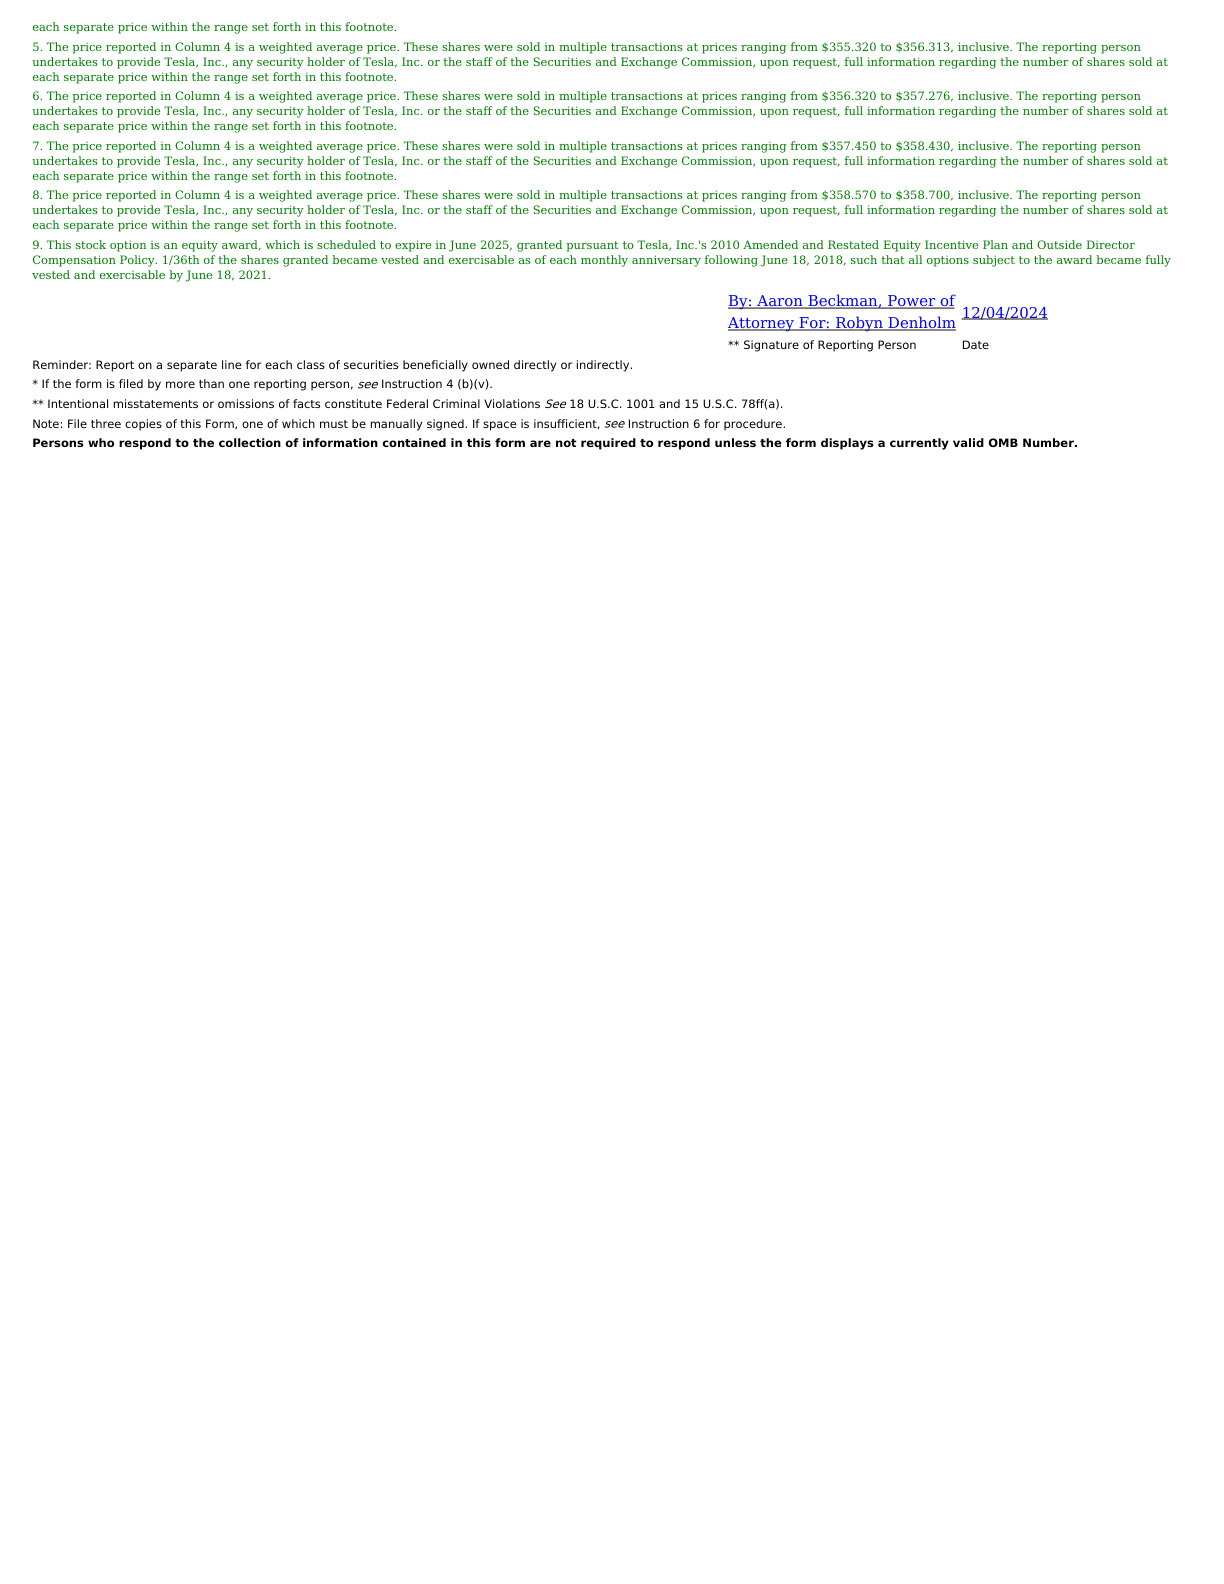 each separate price within the range set forth in this footnote.
5. The price reported in Column 4 is a weighted average price. These shares were sold in multiple transactions at prices ranging from $355.320 to $356.313, inclusive. The reporting person
undertakes to provide Tesla, Inc., any security holder of Tesla, Inc. or the staff of the Securities and Exchange Commission, upon request, full information regarding the number of shares sold at
each separate price within the range set forth in this footnote.
6. The price reported in Column 4 is a weighted average price. These shares were sold in multiple transactions at prices ranging from $356.320 to $357.276, inclusive. The reporting person
undertakes to provide Tesla, Inc., any security holder of Tesla, Inc. or the staff of the Securities and Exchange Commission, upon request, full information regarding the number of shares sold at
each separate price within the range set forth in this footnote.
7. The price reported in Column 4 is a weighted average price. These shares were sold in multiple transactions at prices ranging from $357.450 to $358.430, inclusive. The reporting person
undertakes to provide Tesla, Inc., any security holder of Tesla, Inc. or the staff of the Securities and Exchange Commission, upon request, full information regarding the number of shares sold at
each separate price within the range set forth in this footnote.
8. The price reported in Column 4 is a weighted average price. These shares were sold in multiple transactions at prices ranging from $358.570 to $358.700, inclusive. The reporting person
undertakes to provide Tesla, Inc., any security holder of Tesla, Inc. or the staff of the Securities and Exchange Commission, upon request, full information regarding the number of shares sold at
each separate price within the range set forth in this footnote.
9. This stock option is an equity award, which is scheduled to expire in June 2025, granted pursuant to Tesla, Inc.'s 2010 Amended and Restated Equity Incentive Plan and Outside Director
Compensation Policy. 1/36th of the shares granted became vested and exercisable as of each monthly anniversary following June 18, 2018, such that all options subject to the award became fully
vested and exercisable by June 18, 2021.
By: Aaron Beckman, Power of
Attorney For: Robyn Denholm
12/04/2024
** Signature of Reporting Person
Date
Reminder: Report on a separate line for each class of securities beneficially owned directly or indirectly.
* If the form is filed by more than one reporting person, see Instruction 4 (b)(v).
** Intentional misstatements or omissions of facts constitute Federal Criminal Violations See 18 U.S.C. 1001 and 15 U.S.C. 78ff(a).
Note: File three copies of this Form, one of which must be manually signed. If space is insufficient, see Instruction 6 for procedure.
Persons who respond to the collection of information contained in this form are not required to respond unless the form displays a currently valid OMB Number.